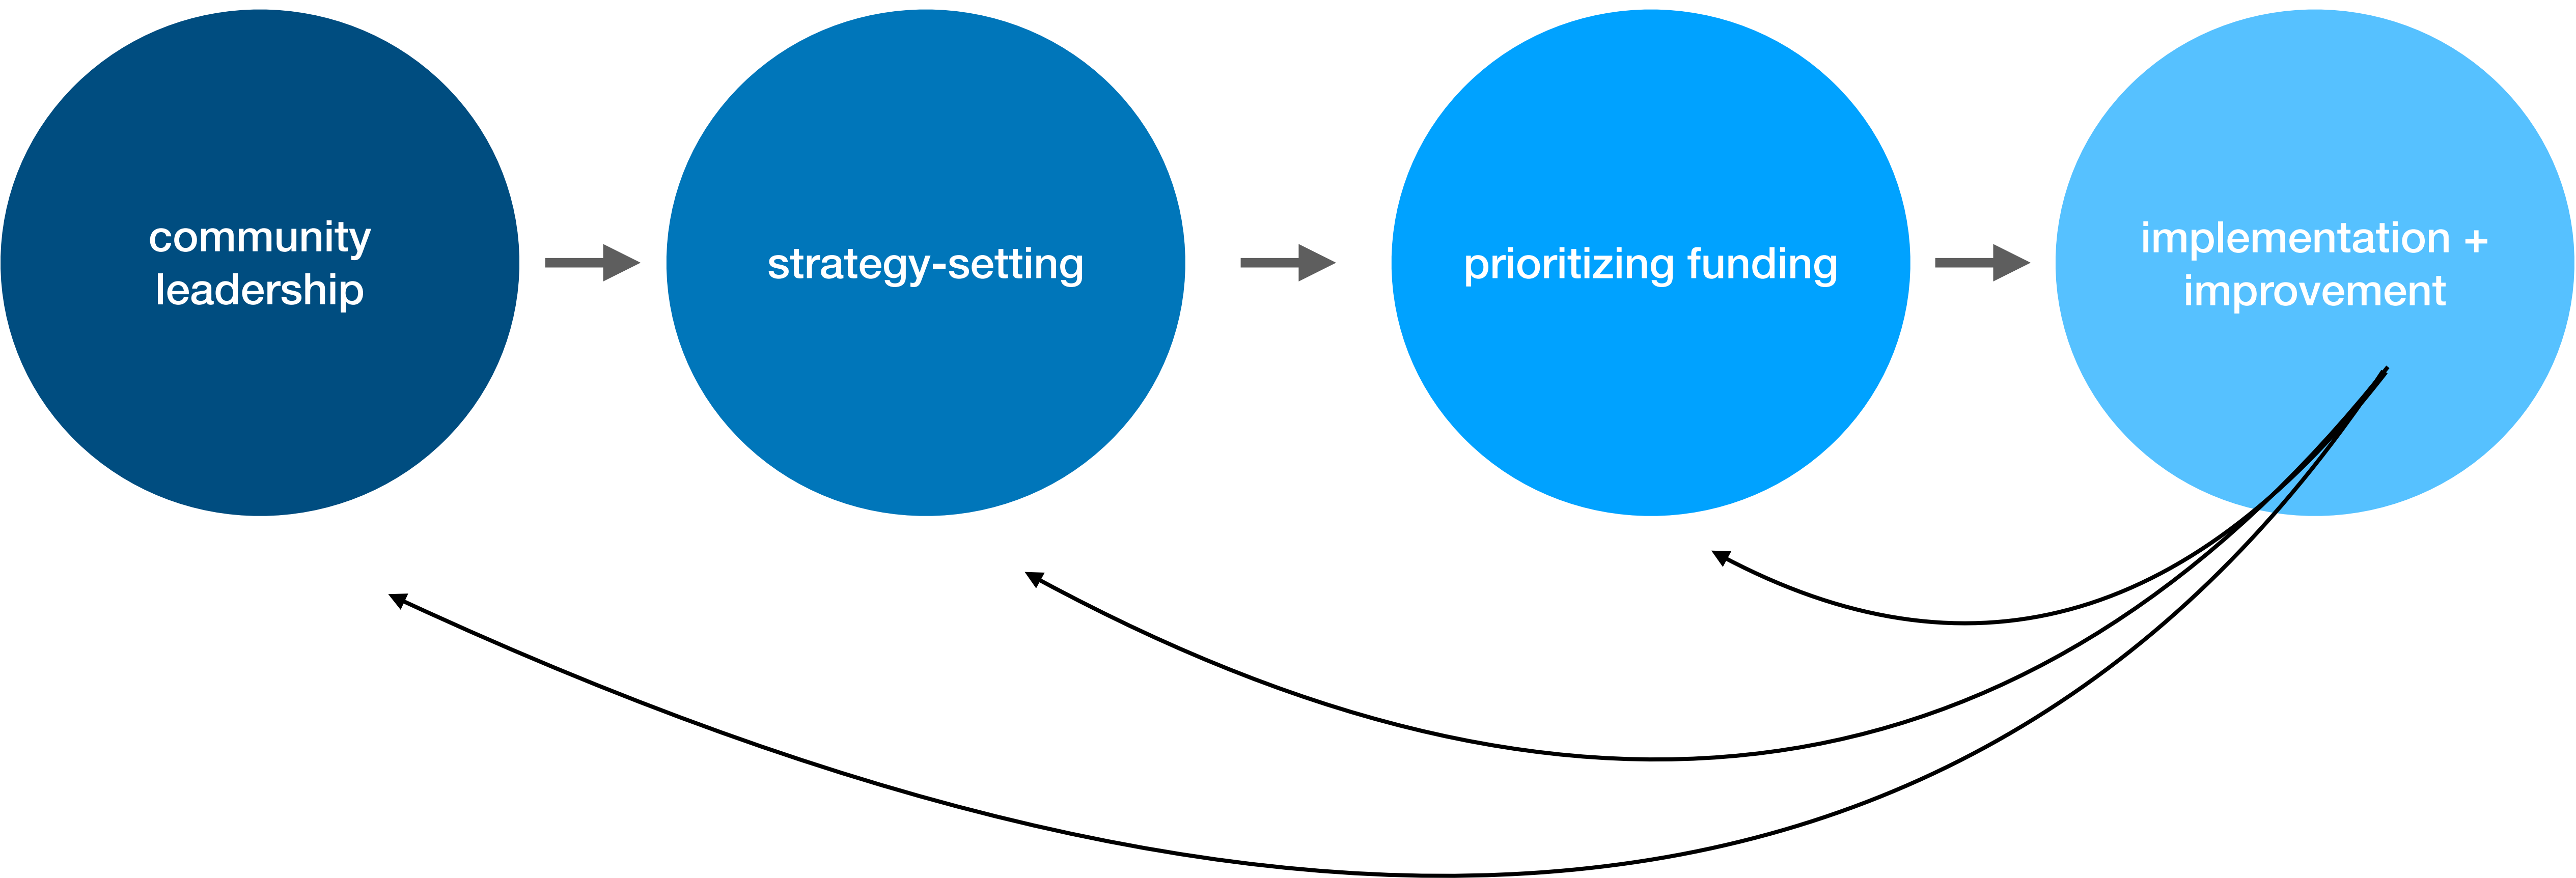 community
leadership
strategy-setting
prioritizing funding
implementation +
improvement